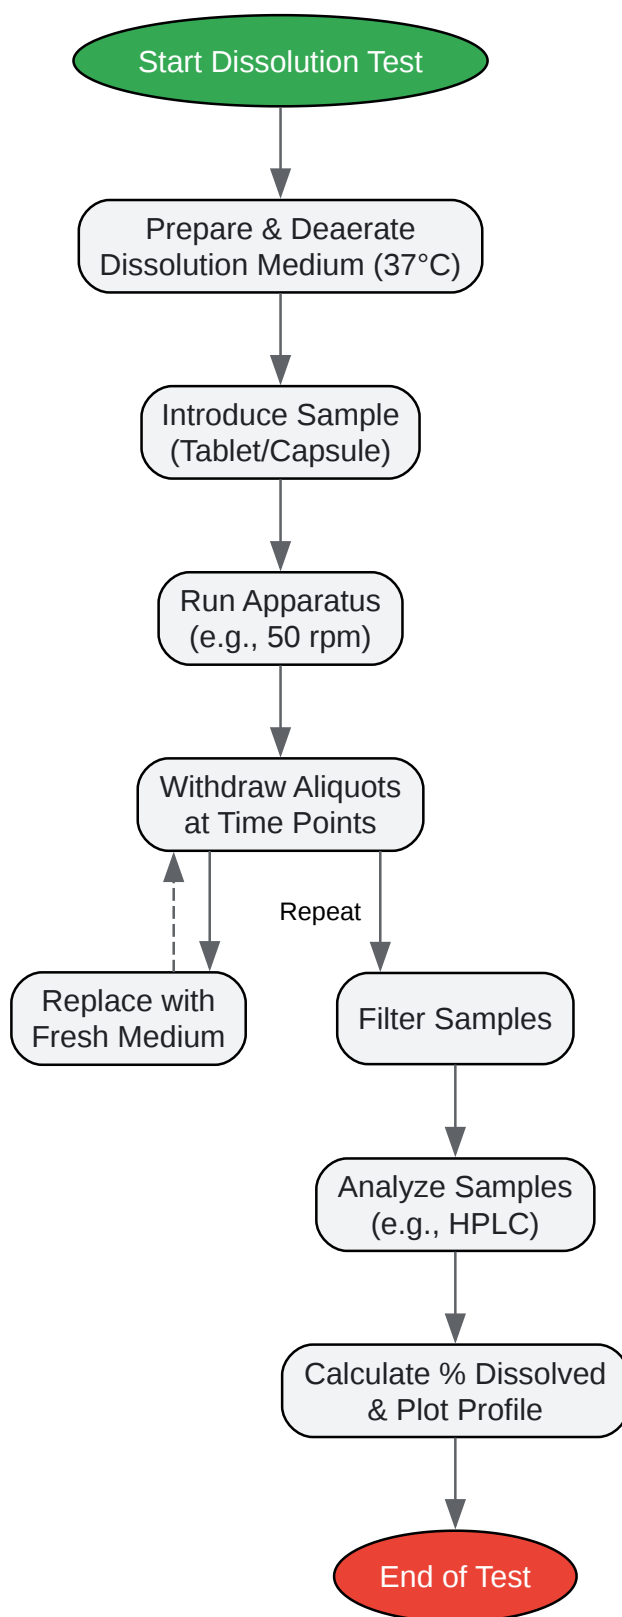 Start Dissolution Test
Prepare & Deaerate
Dissolution Medium (37°C)
Introduce Sample
(Tablet/Capsule)
Run Apparatus
(e.g., 50 rpm)
Withdraw Aliquots
at Time Points
Repeat
Replace with
Fresh Medium
Filter Samples
Analyze Samples
(e.g., HPLC)
Calculate % Dissolved
& Plot Profile
End of Test